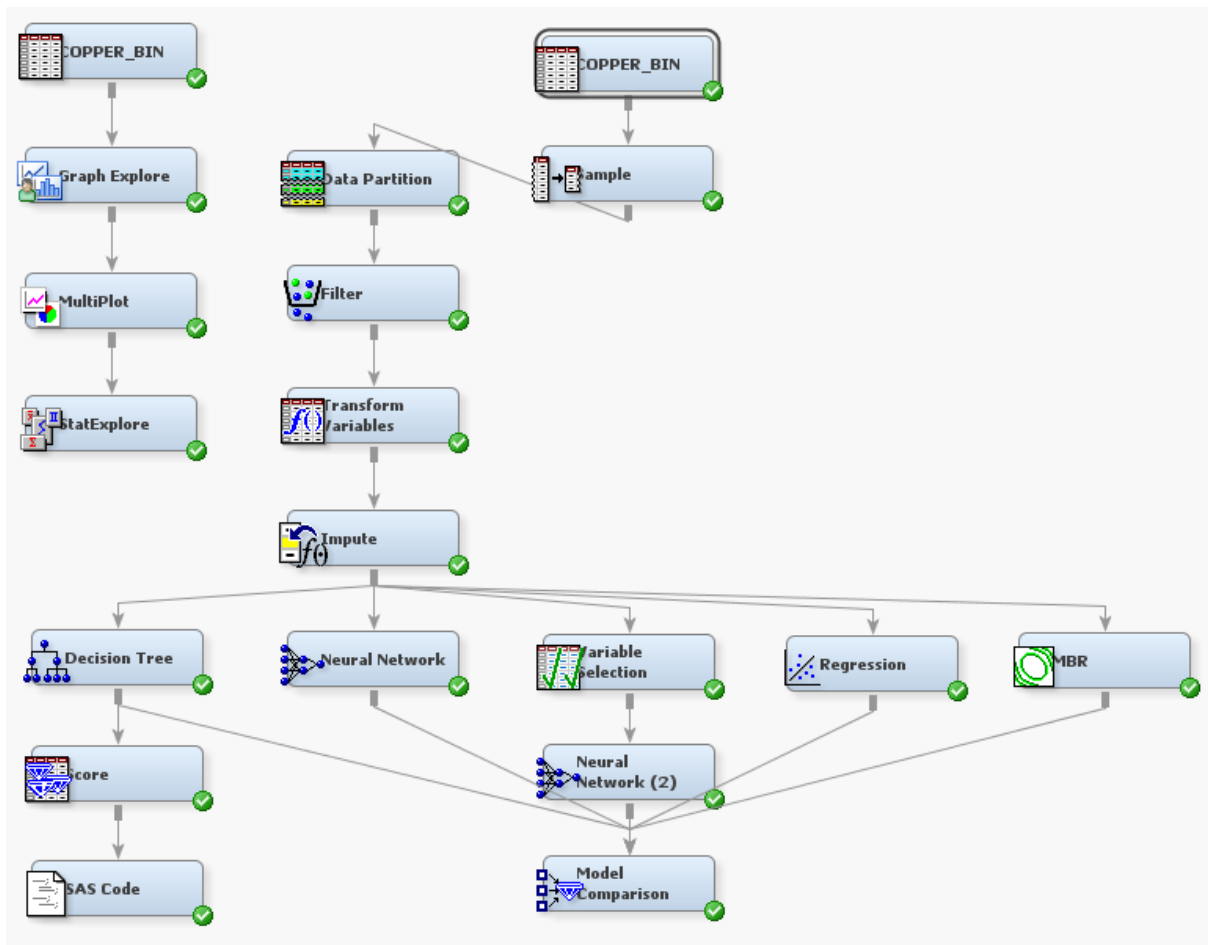 COPPER_BIN
COPPER_BIN
Graph Explore
Data Partition
Sample
MultiPlot
Filter
StatExplore
Transform
Variables
Impute
Decision Tree
Neural Network
Variable
Selection
Regression
MBR
Score
Neural
Network (2)
SAS Code
Model
Comparison